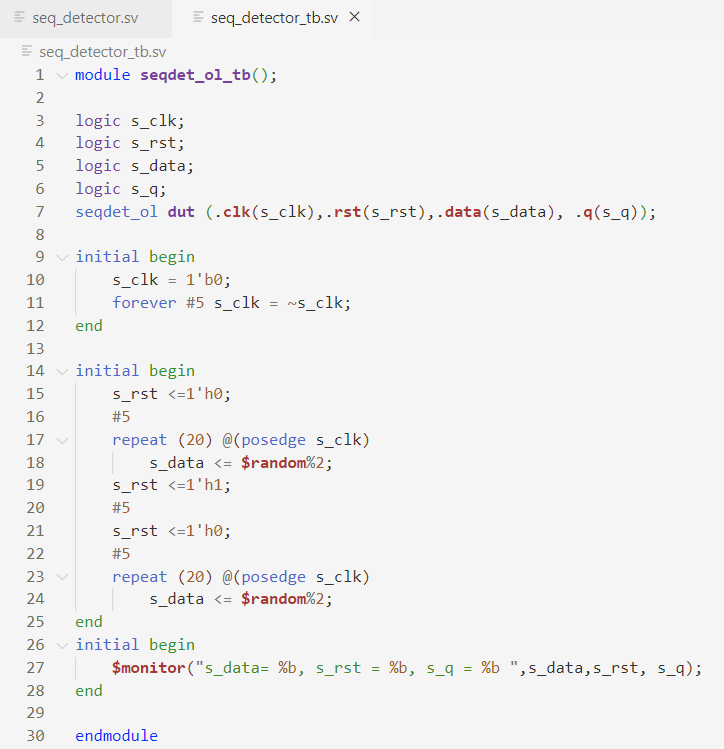 seq_detector.sv
seq_detector_tb.sv
seq_detector_tb.sv
1 module seqdet_ol_tb();
2
3 logic s_clk;
4 logic s_rst;
5 logic s_data;
6 logic s_q;
7 seqdet_ol dut (.clk(s_clk),.rst(s_rst),.data(s_data), .q(s_q));
8
9 initial begin
10 s_clk = 1'b0;
11 forever #5 s_clk = ~s_clk;
12 end
13
14 initial begin
15 s_rst <=1'h0;
16 #5
17 repeat (20) @(posedge s_clk)
18 s_data <= $random%2;
19 s_rst <=1'h1;
20 #5
21 s_rst <=1'h0;
22 #5
23 repeat (20) @(posedge s_clk)
24 s_data <= $random%2;
25 end
26 initial begin
27 $monitor("s_data= %b, s_rst = %b, s_q = %b ",s_data,s_rst, s_q);
28 end
29
30 endmodule